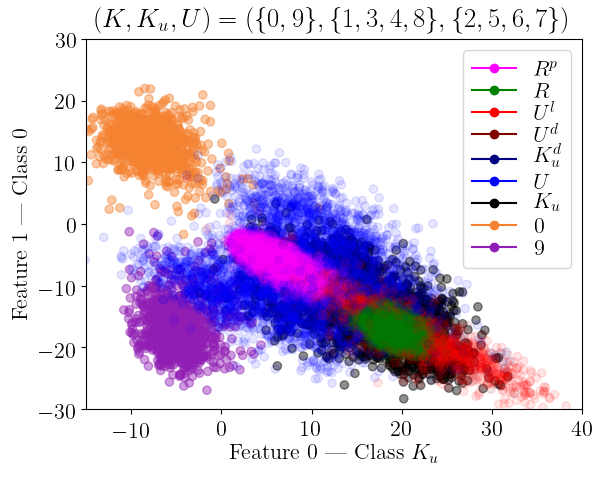 (K, K_u, U) = ({0, 9}, {1, 3, 4, 8}, {2, 5, 6, 7})
30
20
10
0
−10
−20
−30
Feature 1 — Class 0
R^p
R
U^l
U^d
K_u^d
U
K_u
0
9
−10
0
10
20
30
40
Feature 0 — Class K_u